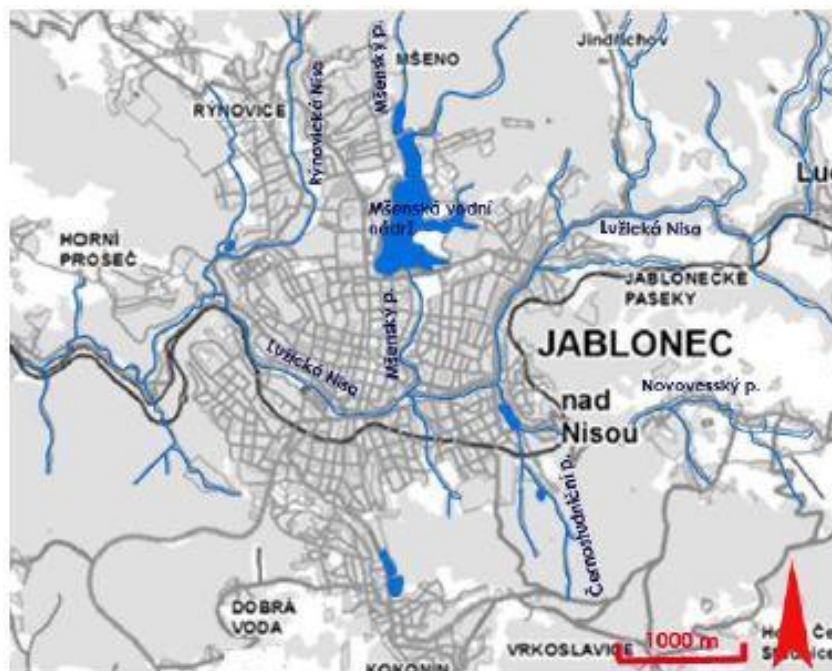 Jindřichov
MŠENO
Mšenský p.
RÝNOVICE
Rýnovická Nisa
Mšenská vodní
nádrž
Lužická Nisa
HORNÍ
PROSEČ
JABLONECKÉ
PASEKY
Mšenský p.
JABLONEC
nad
Nisou
Lužická Nisa
Novoveský p.
Černostudniční p.
DOBRÁ
VODA
VRKOSLAVICE
1000 m
KOKONÍN